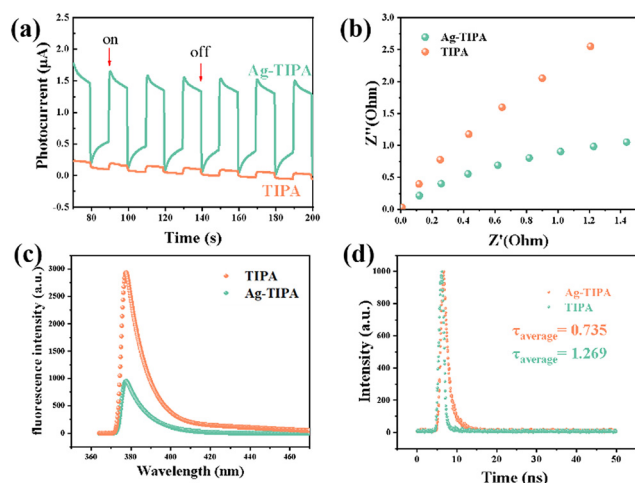 (a)
on
off
Ag-TIPA
TIPA
Photocurrent (μA)
2.5
2.0
1.5
1.0
0.5
0.0
-0.5
80 100 120 140 160 180 200
Time (s)
(b)
Ag-TIPA
TIPA
Z''(Ohm)
3.0
2.5
2.0
1.5
1.0
0.5
0.0
0.0 0.2 0.4 0.6 0.8 1.0 1.2 1.4 1.6
Z'(Ohm)
(c)
TIPA
Ag-TIPA
fluorescence intensity (a.u.)
3000
2500
2000
1500
1000
500
0
360 380 400 420 440 460
Wavelength (nm)
(d)
Ag-TIPA
TIPA
τaverage= 0.735
τaverage= 1.269
Intensity (a.u.)
1000
800
600
400
200
0
0 10 20 30 40 50
Time (ns)